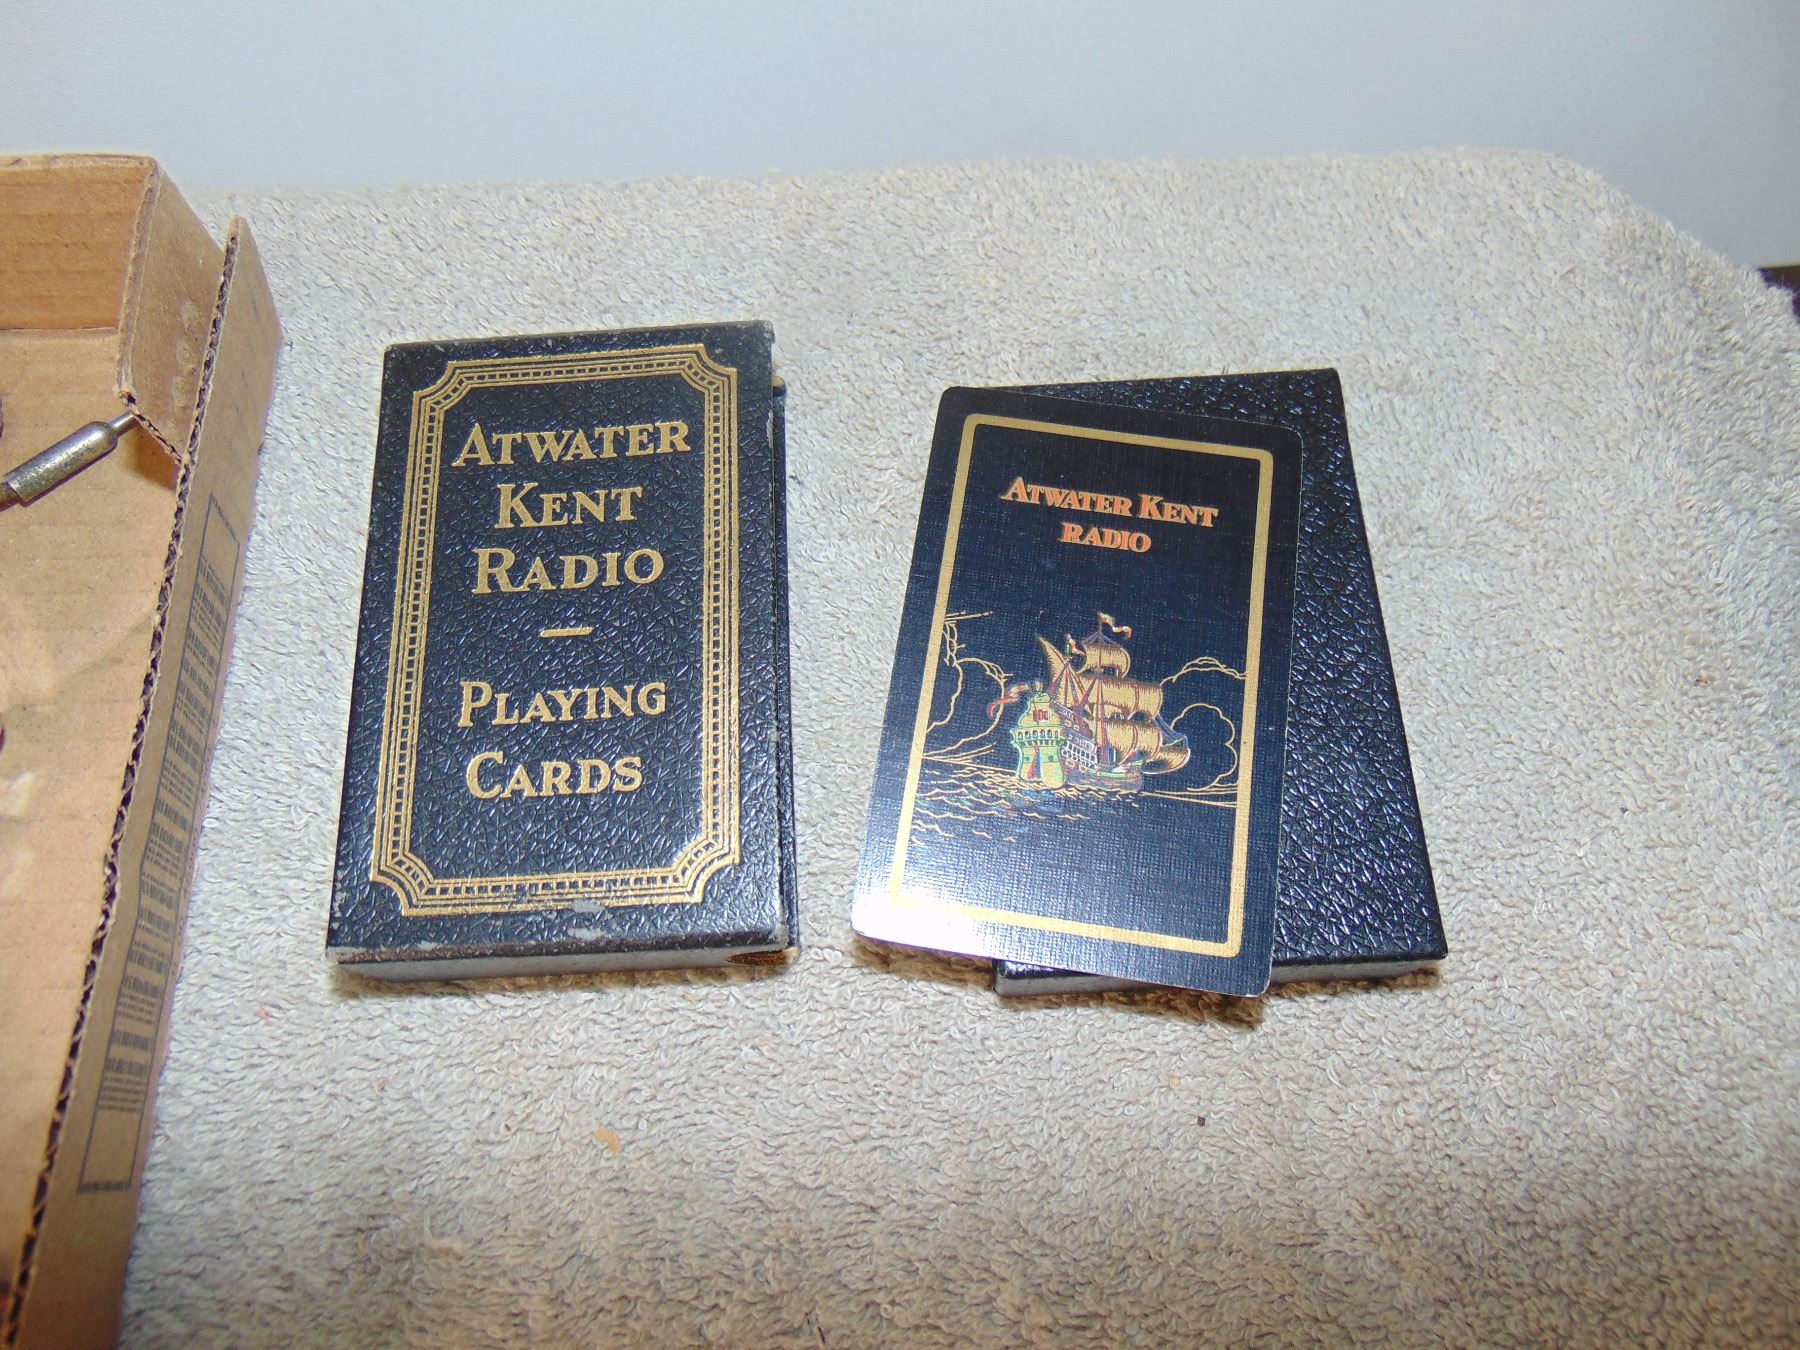 ATWATER
KENT
RADIO
—
PLAYING
CARDS
ATWATER KENT
RADIO